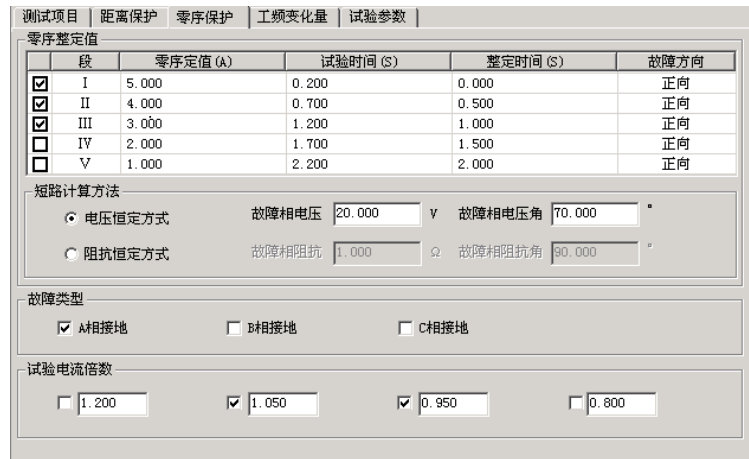 测试项目 距离保护 零序保护 工频变化量 试验参数
零序整定值
段 零序定值(A) 试验时间(S) 整定时间(S) 故障方向
I 5.000 0.200 0.000 正向
II 4.000 0.700 0.500 正向
III 3.000 1.200 1.000 正向
IV 2.000 1.700 1.500 正向
V 1.000 2.200 2.000 正向
短路计算方法
电压恒定方式 故障相电压 20.000 V 故障相电压角 70.000 °
阻抗恒定方式 故障相阻抗 1.000 Ω 故障相阻抗角 90.000 °
故障类型
A相接地 B相接地 C相接地
试验电流倍数
1.200 1.050 0.950 0.800